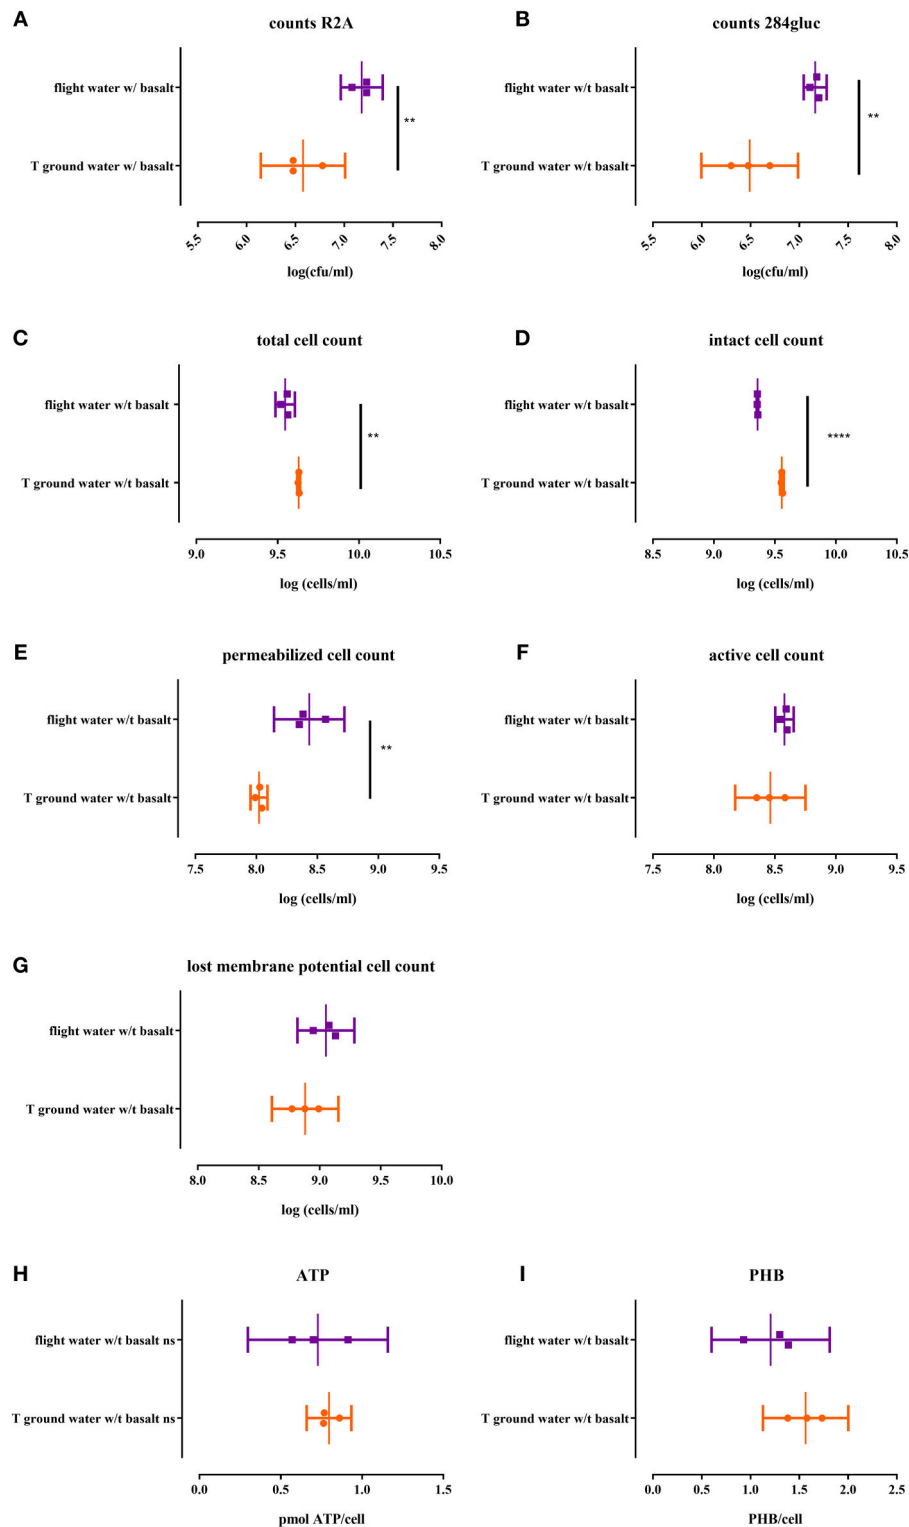 A
counts R2A
flight water w/ basalt
**
T ground water w/ basalt
5.5 6.0 6.5 7.0 7.5 8.0
log(cfu/ml)
B
counts 284gluc
flight water w/t basalt
**
T ground water w/t basalt
5.5 6.0 6.5 7.0 7.5 8.0
log(cfu/ml)
C
total cell count
flight water w/t basalt
**
T ground water w/t basalt
9.0 9.5 10.0 10.5
log (cells/ml)
D
intact cell count
flight water w/t basalt
****
T ground water w/t basalt
8.5 9.0 9.5 10.0 10.5
log (cells/ml)
E
permeabilized cell count
flight water w/t basalt
**
T ground water w/t basalt
7.5 8.0 8.5 9.0 9.5
log (cells/ml)
F
active cell count
flight water w/t basalt
T ground water w/t basalt
7.5 8.0 8.5 9.0 9.5
log (cells/ml)
G
lost membrane potential cell count
flight water w/t basalt
T ground water w/t basalt
8.0 8.5 9.0 9.5 10.0
log (cells/ml)
H
ATP
flight water w/t basalt ns
T ground water w/t basalt ns
0.0 0.5 1.0 1.5
pmol ATP/cell
I
PHB
flight water w/t basalt
T ground water w/t basalt
0.0 0.5 1.0 1.5 2.0 2.5
PHB/cell